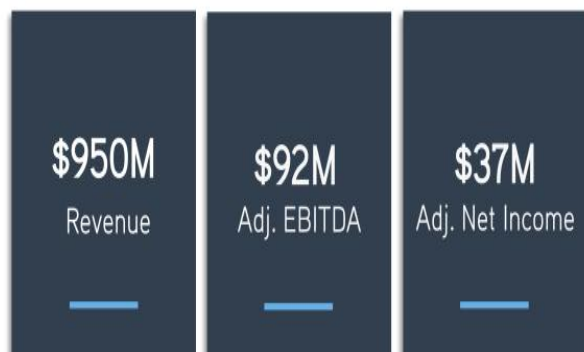 $950M
Revenue
$92M
Adj. EBITDA
$37M
Adj. Net Income